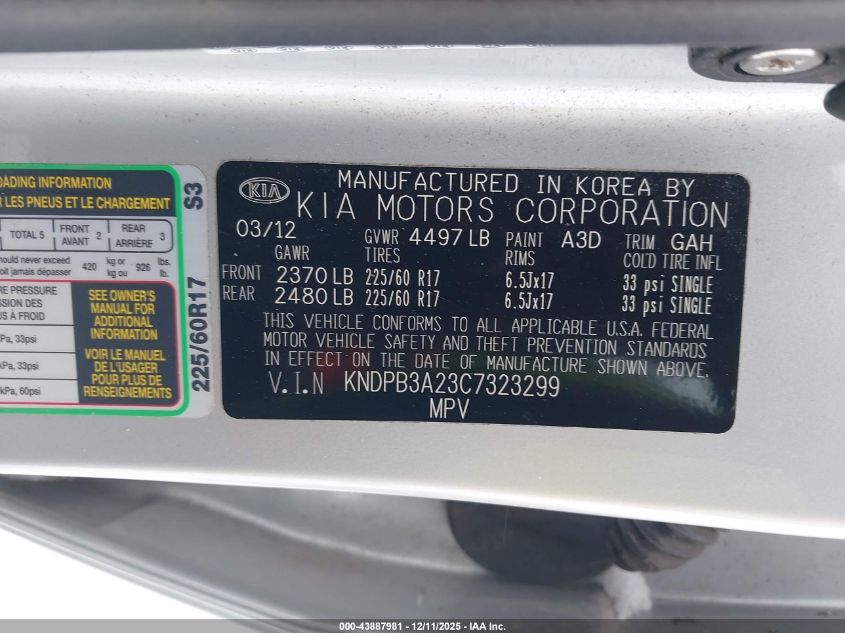 OADING INFORMATION
R LES PNEUS ET LE CHARGEMENT
TOTAL 5 FRONT AVANT 2 REAR ARRIÈRE 3
should never exceed 420 kg or 926 lbs.
oit jamais dépasser kg ou lb.
RE PRESSURE
SSION DES
US À FROID
Pa, 33psi
kPa, 33psi
kPa, 60psi
SEE OWNER'S
MANUAL FOR
ADDITIONAL
INFORMATION
VOIR LE MANUEL
DE L'USAGER
POUR PLUS DE
RENSEIGNEMENTS
S3
225/60R17
KIA
MANUFACTURED IN KOREA BY
KIA MOTORS CORPORATION
03/12 GVWR 4497 LB PAINT A3D TRIM GAH
GAWR TIRES RIMS COLD TIRE INFL
FRONT 2370 LB 225/60 R17 6.5Jx17 33 psi SINGLE
REAR 2480 LB 225/60 R17 6.5Jx17 33 psi SINGLE
THIS VEHICLE CONFORMS TO ALL APPLICABLE U.S.A. FEDERAL
MOTOR VEHICLE SAFETY AND THEFT PREVENTION STANDARDS
IN EFFECT ON THE DATE OF MANUFACTURE SHOWN ABOVE.
V.I.N KNDPB3A23C7323299
MPV
000-43887981 - 12/11/2025 - IAA Inc.